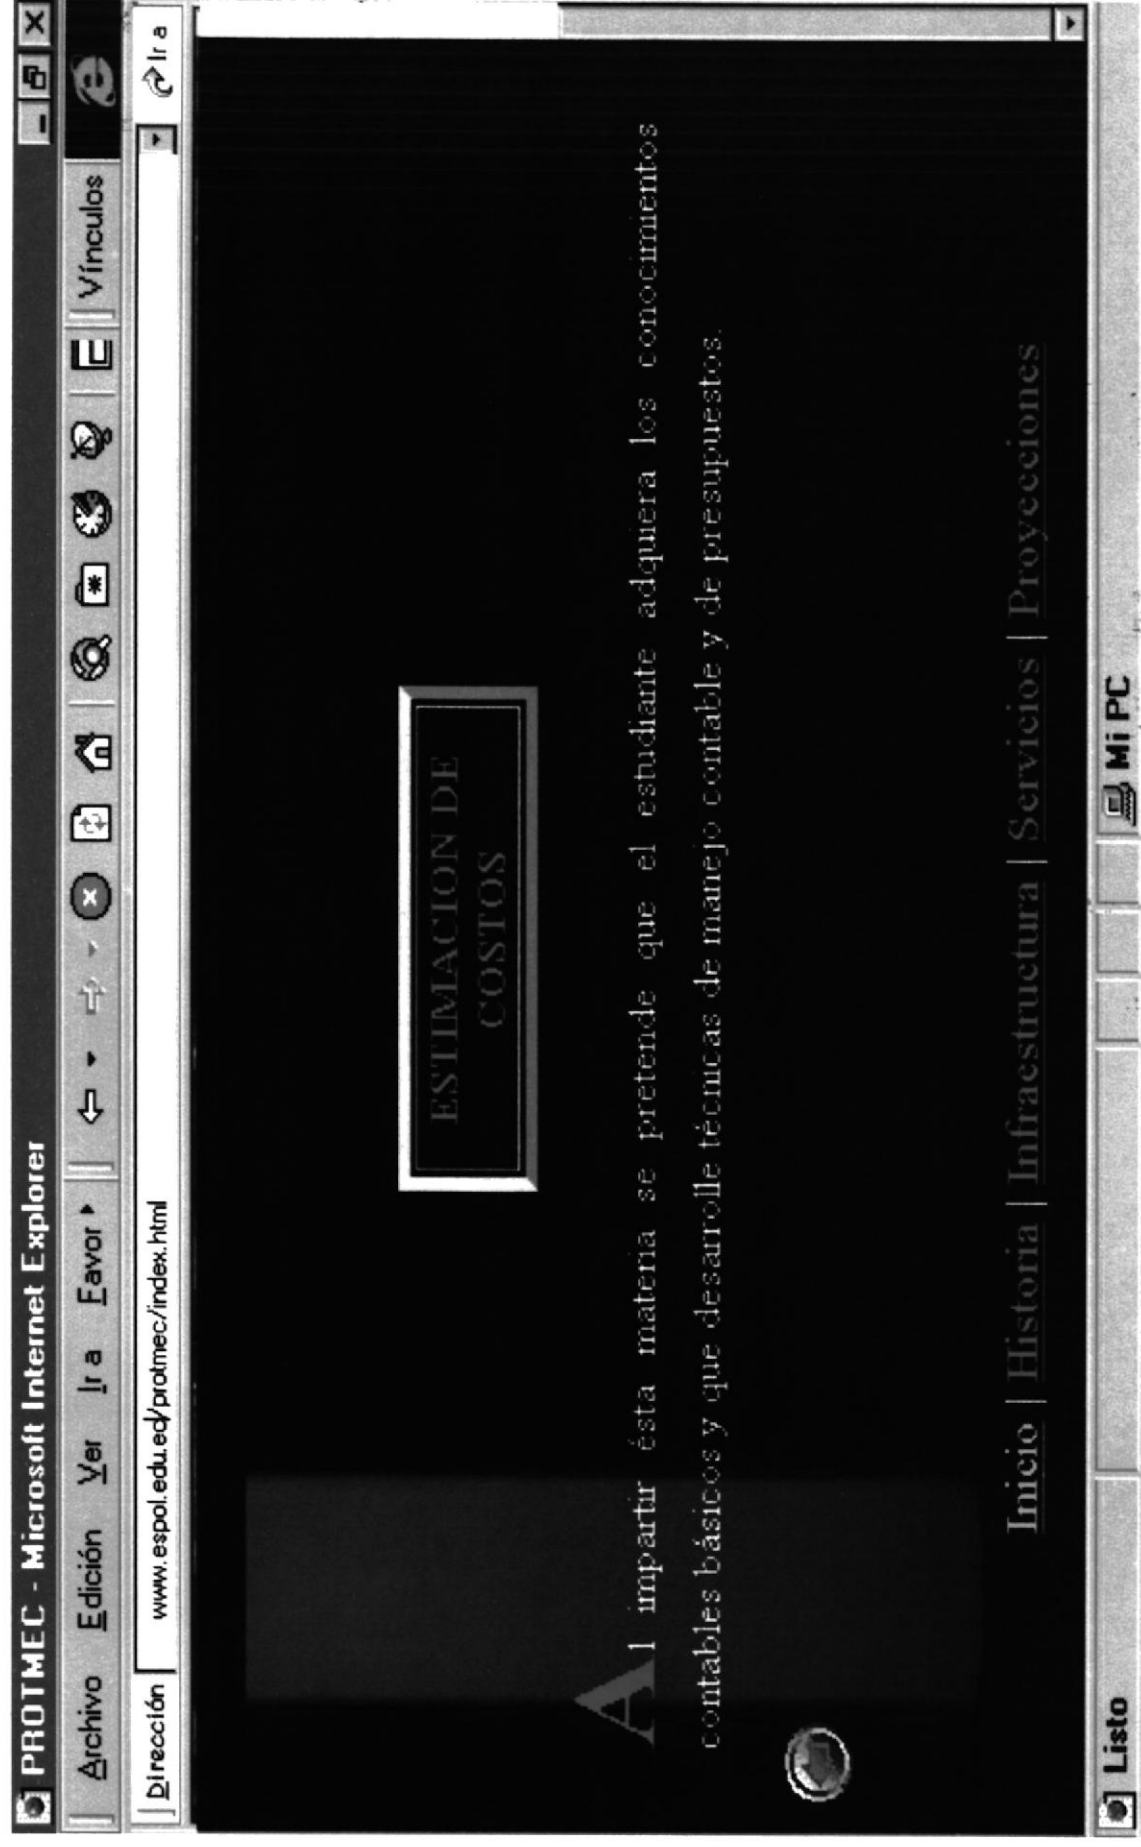 PROTMEC - Microsoft Internet Explorer
Archivo Edición Ver Ir a Favor Vínculos
Dirección www.espol.edu.ed/protmec/index.html Ir a
ESTIMACION DE
COSTOS
Al impartir ésta materia se pretende que el estudiante adquiera los conocimientos
contables básicos y que desarrolle técnicas de manejo contable y de presupuestos.
Inicio | Historia | Infraestructura | Servicios | Proyecciones
Listo Mi PC